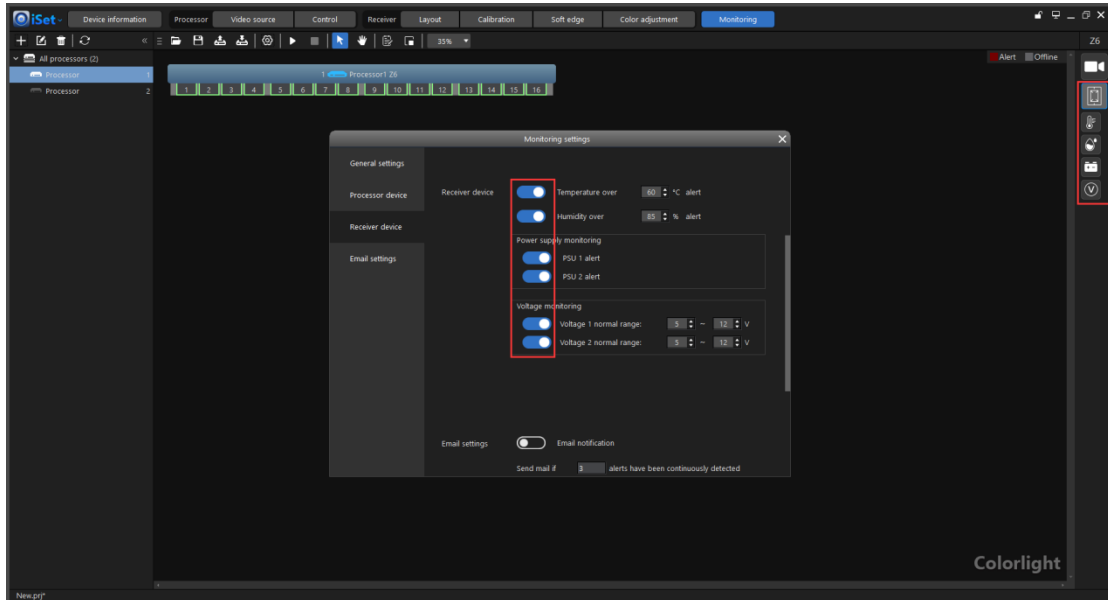 iSet Device information Processor Video source Control Receiver Layout Calibration Soft edge Color adjustment Monitoring
35% Z6
All processors (2) Alert Offline
Processor 1
1 Processor1 Z6
Processor 2
1 2 3 4 5 6 7 8 9 10 11 12 13 14 15 16
Monitoring settings
General settings
Processor device
Receiver device
Email settings
Receiver device Temperature over 60 °C alert
Humidity over 85 % alert
Power supply monitoring
PSU 1 alert
PSU 2 alert
Voltage monitoring
Voltage 1 normal range: 5 ~ 12 V
Voltage 2 normal range: 5 ~ 12 V
Email settings Email notification
Send mail if 3 alerts have been continuously detected
V
Colorlight
New.prj*